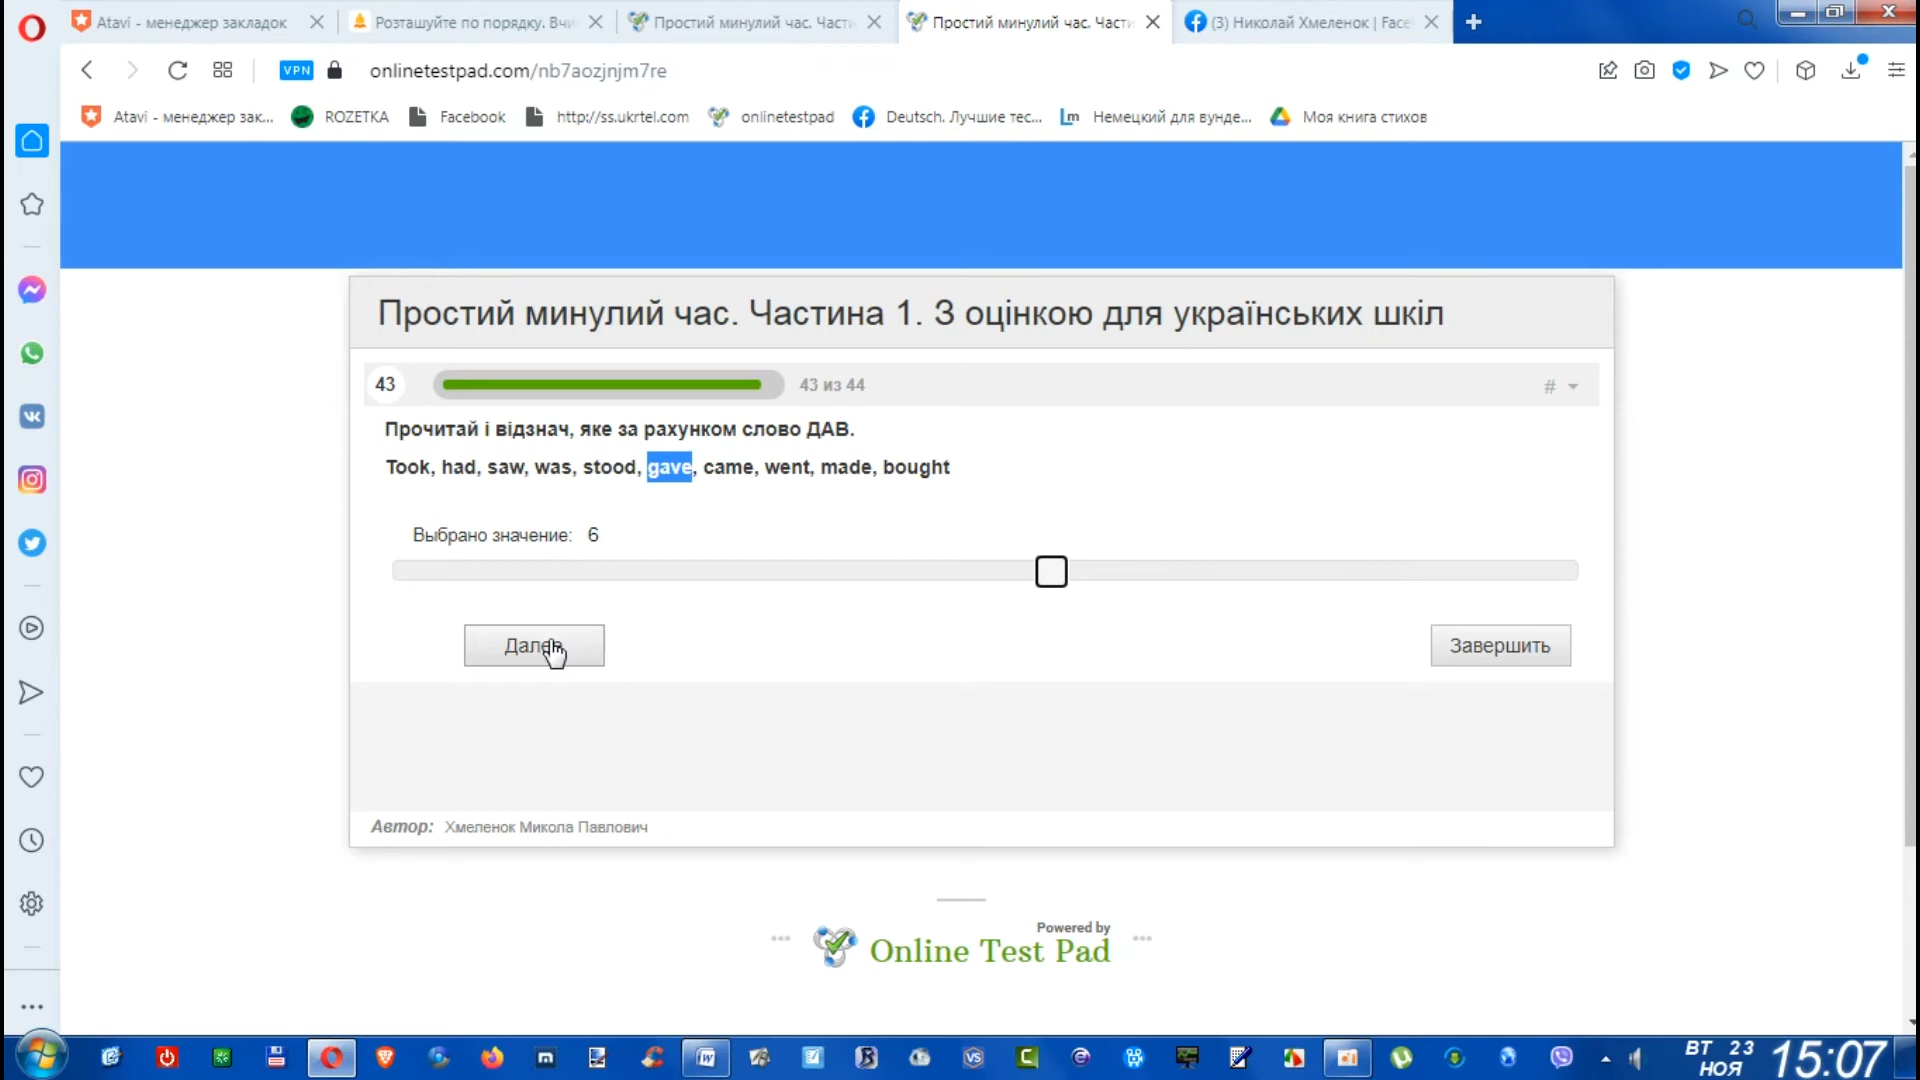 Atavi - менеджер закладок
Розташуйте по порядку. Вчи
Простий минулий час. Части
Простий минулий час. Части
(3) Николай Хмеленок | Face
VPN
onlinetestpad.com/nb7aozjnjm7re
Atavi - менеджер зак...
ROZETKA
Facebook
http://ss.ukrtel.com
onlinetestpad
Deutsch. Лучшие тес...
Немецкий для вунде...
Моя книга стихов
Простий минулий час. Частина 1. З оцінкою для українських шкіл
43
43 из 44
#
Прочитай і відзнач, яке за рахунком слово ДАВ.
Took, had, saw, was, stood, gave, came, went, made, bought
Выбрано значение: 6
Завершить
Автор: Хмеленок Микола Павлович
Powered by
Online Test Pad
ВТ 23
НОЯ
15:07